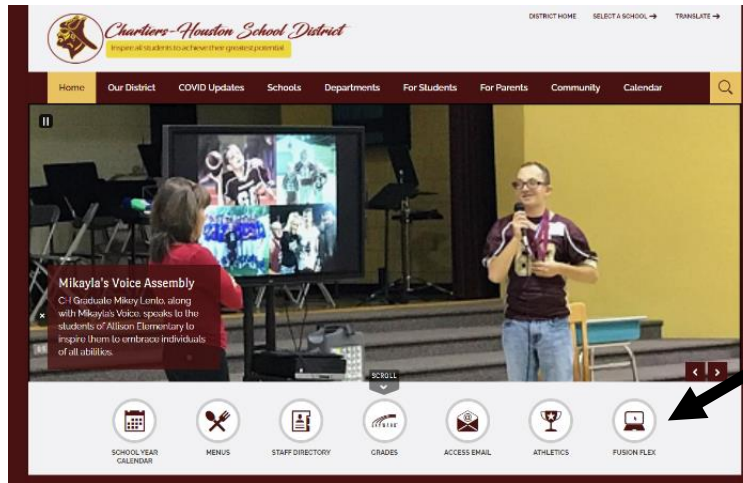 Chartiers-Houston School District
Inspire all students to achieve their greatest potential
DISTRICT HOME
SELECT A SCHOOL
TRANSLATE
Home
Our District
COVID Updates
Schools
Departments
For Students
For Parents
Community
Calendar
Mikayla's Voice Assembly
CH Graduate Mikey Lento, along
with Mikayla's Voice, speaks to the
students of Allison Elementary to
inspire them to embrace individuals
of all abilities.
SCROLL
SCHOOL YEAR
CALENDAR
MENUS
STAFF DIRECTORY
GRADES
ACCESS EMAIL
ATHLETICS
FUSION FLEX